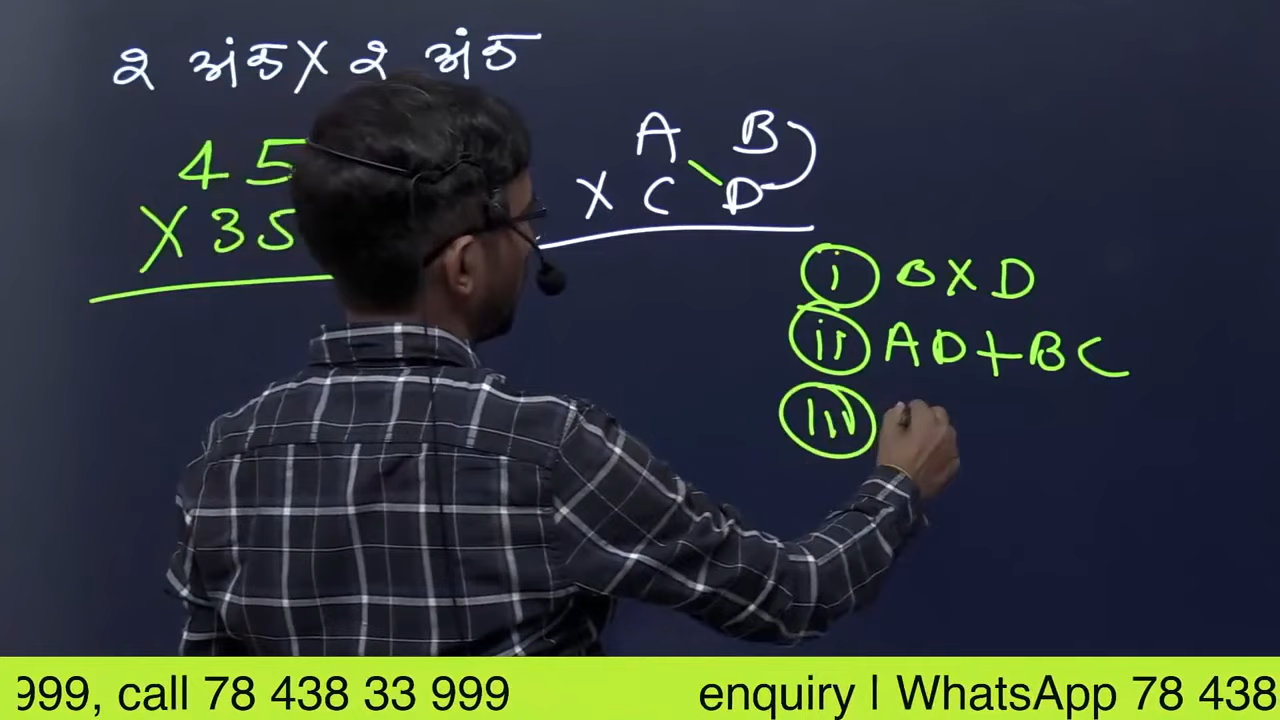 ૨ અંક X ૨ અંક
45
X 35
A B
X C D
i B X D
ii AD + BC
iii
999, call 78 438 33 999 enquiry | WhatsApp 78 438